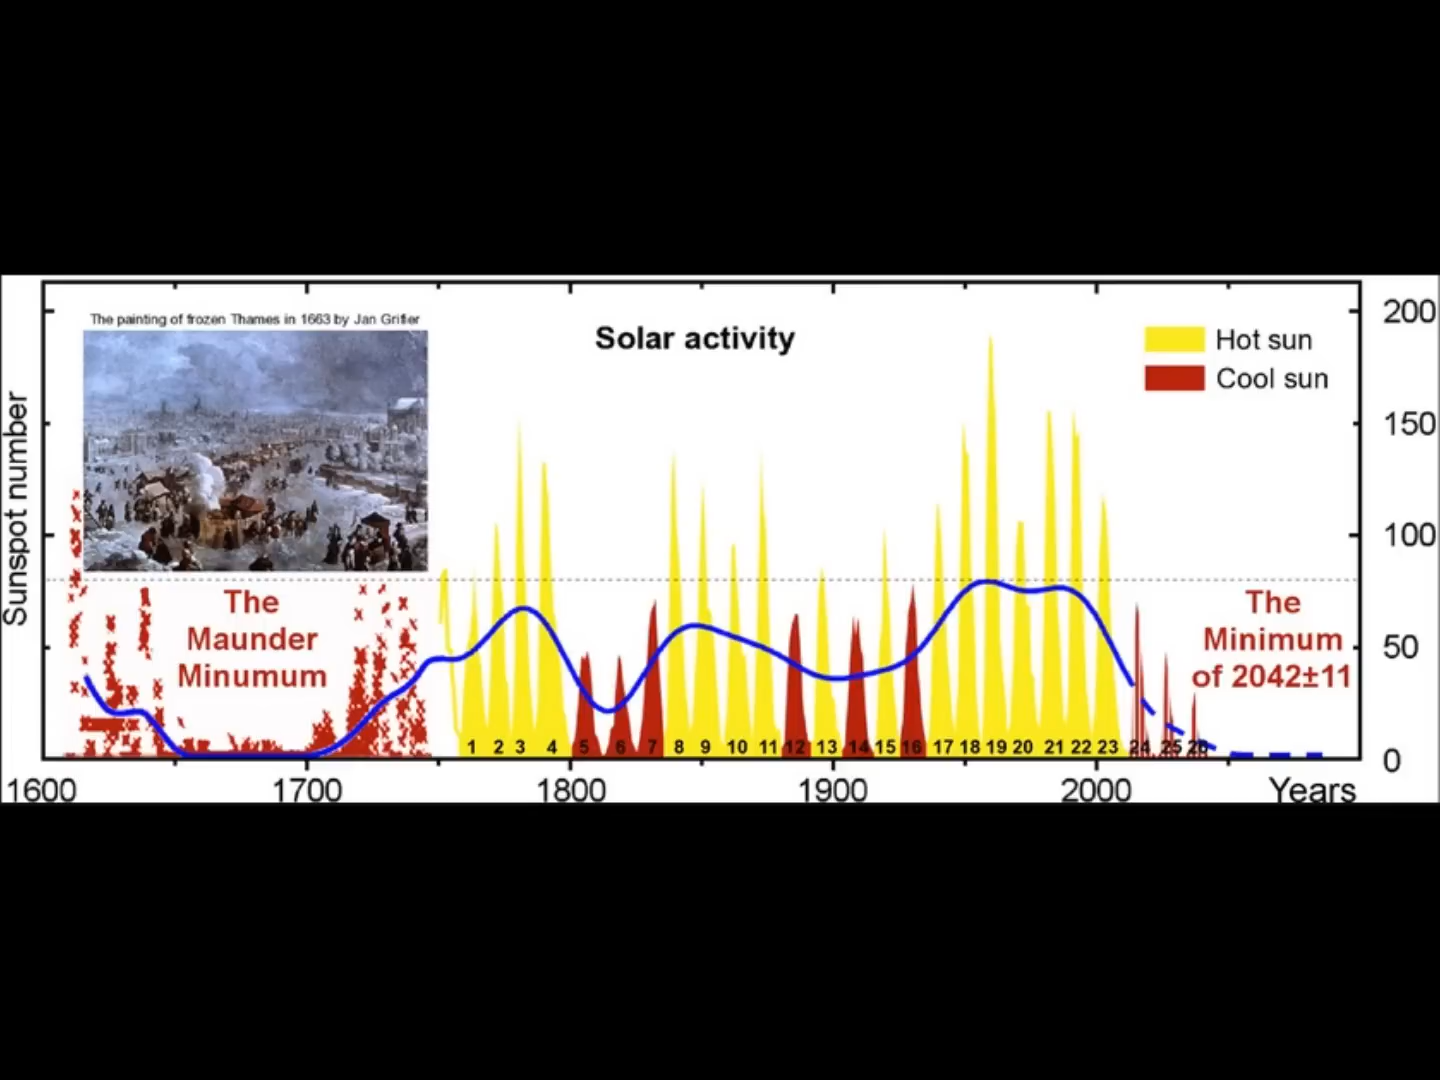 The painting of frozen Thames in 1663 by Jan Grifier
Solar activity
Hot sun
Cool sun
Sunspot number
The
Maunder
Minumum
The
Minimum
of 2042±11
200
150
100
50
0
1 2 3 4 5 6 7 8 9 10 11 12 13 14 15 16 17 18 19 20 21 22 23 24 25 26
1600 1700 1800 1900 2000 Years